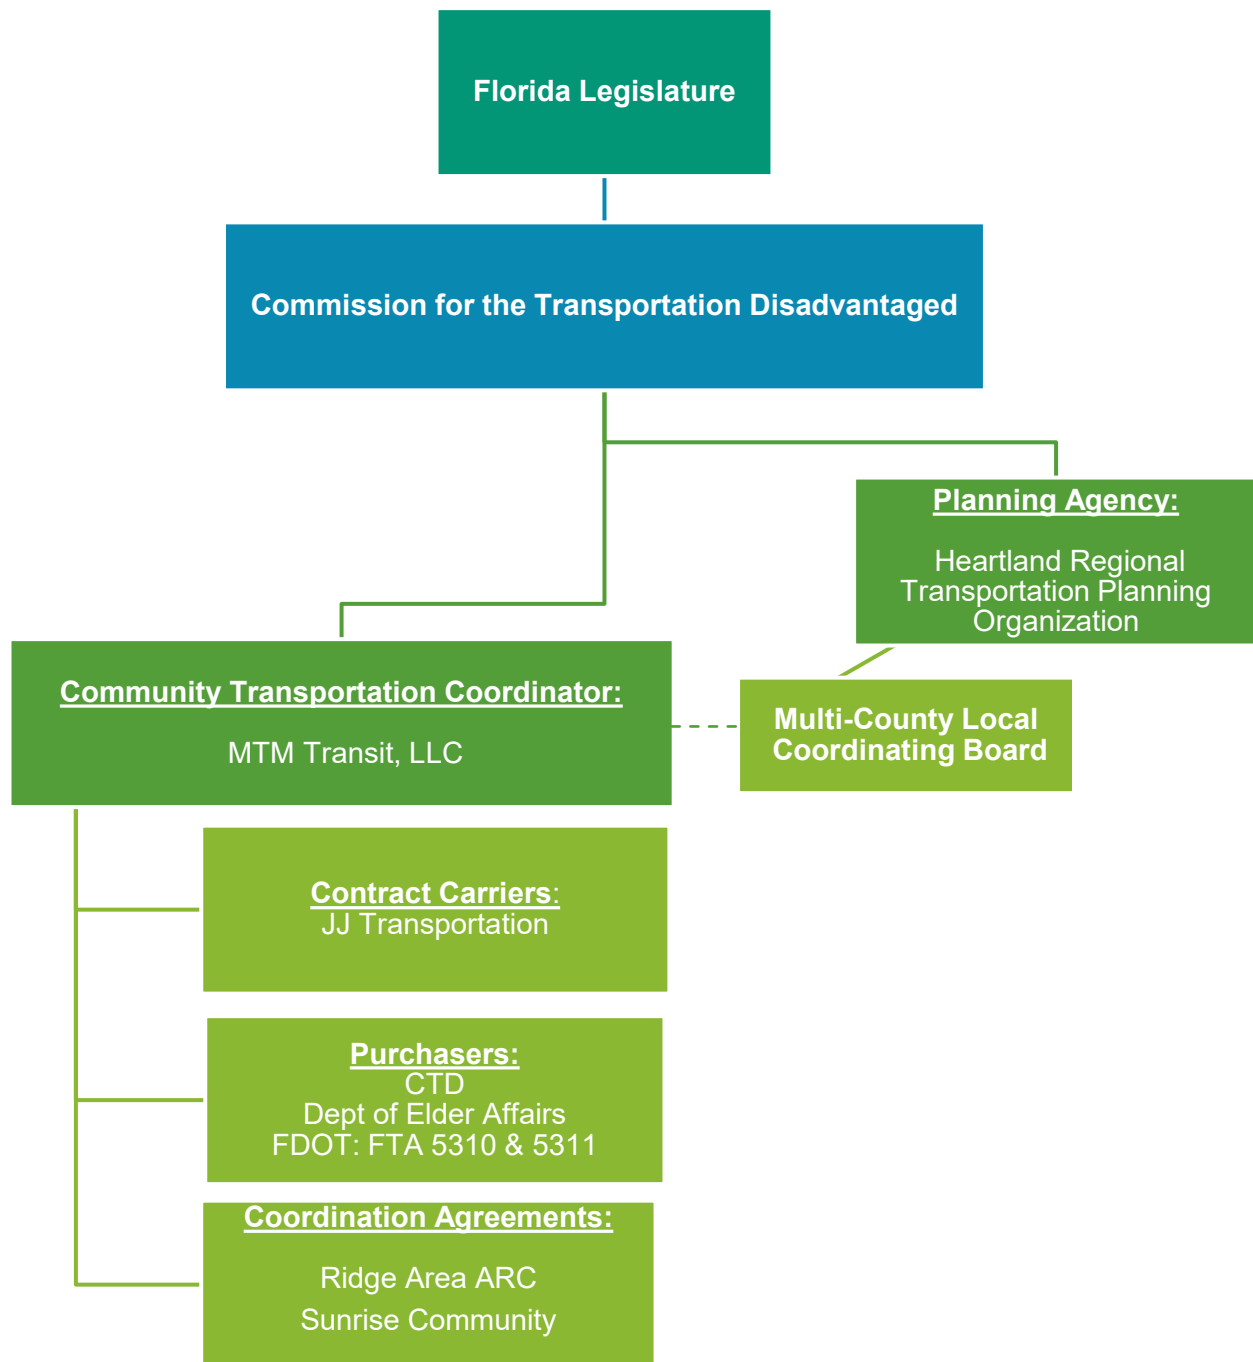 Florida Legislature
Commission for the Transportation Disadvantaged
Planning Agency:
Heartland Regional
Transportation Planning
Organization
Community Transportation Coordinator:
MTM Transit, LLC
Multi-County Local
Coordinating Board
Contract Carriers:
JJ Transportation
Purchasers:
CTD
Dept of Elder Affairs
FDOT: FTA 5310 & 5311
Coordination Agreements:
Ridge Area ARC
Sunrise Community